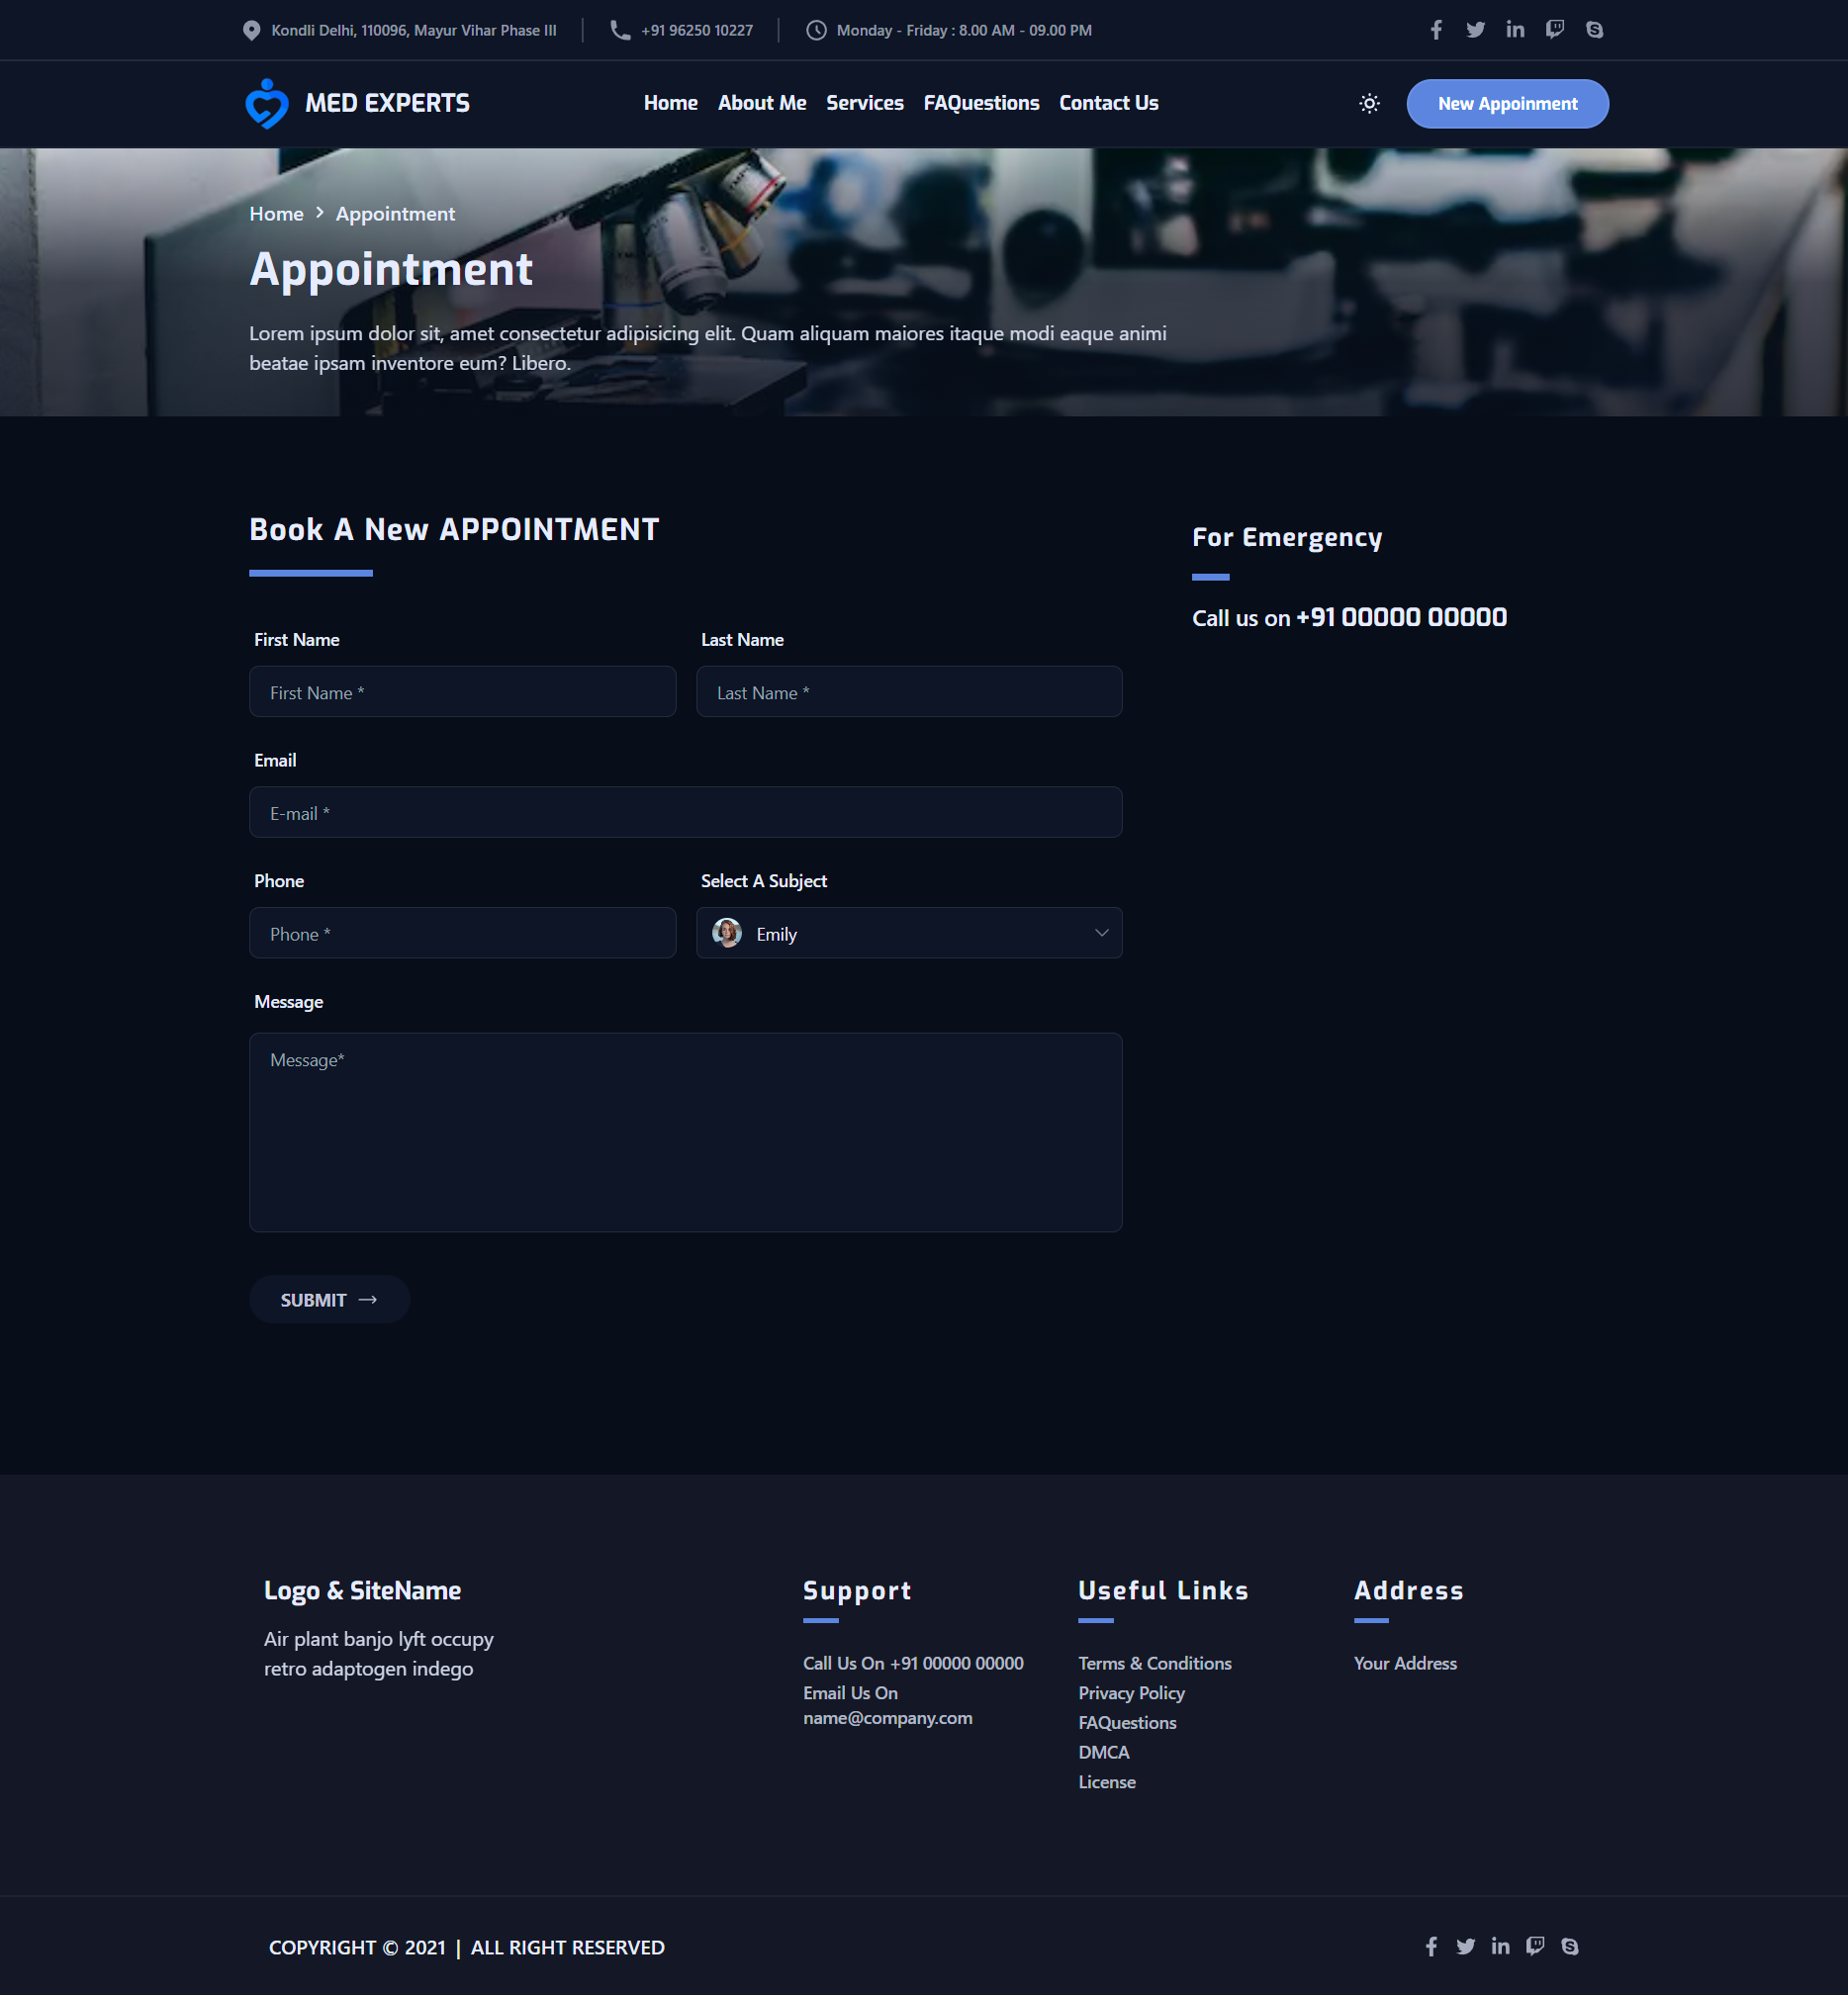 Kondli Delhi, 110096, Mayur Vihar Phase III
+91 96250 10227
Monday - Friday : 8.00 AM - 09.00 PM
MED EXPERTS
Home
About Me
Services
FAQuestions
Contact Us
New Appoinment
Home
Appointment
Appointment
Lorem ipsum dolor sit, amet consectetur adipisicing elit. Quam aliquam maiores itaque modi eaque animi
beatae ipsam inventore eum? Libero.
Book A New APPOINTMENT
First Name
Last Name
First Name *
Last Name *
Email
E-mail *
Phone
Select A Subject
Phone *
Emily
Message
Message*
SUBMIT
For Emergency
Call us on +91 00000 00000
Logo & SiteName
Air plant banjo lyft occupy
retro adaptogen indego
Support
Call Us On +91 00000 00000
Email Us On
name@company.com
Useful Links
Terms & Conditions
Privacy Policy
FAQuestions
DMCA
License
Address
Your Address
COPYRIGHT © 2021 | ALL RIGHT RESERVED